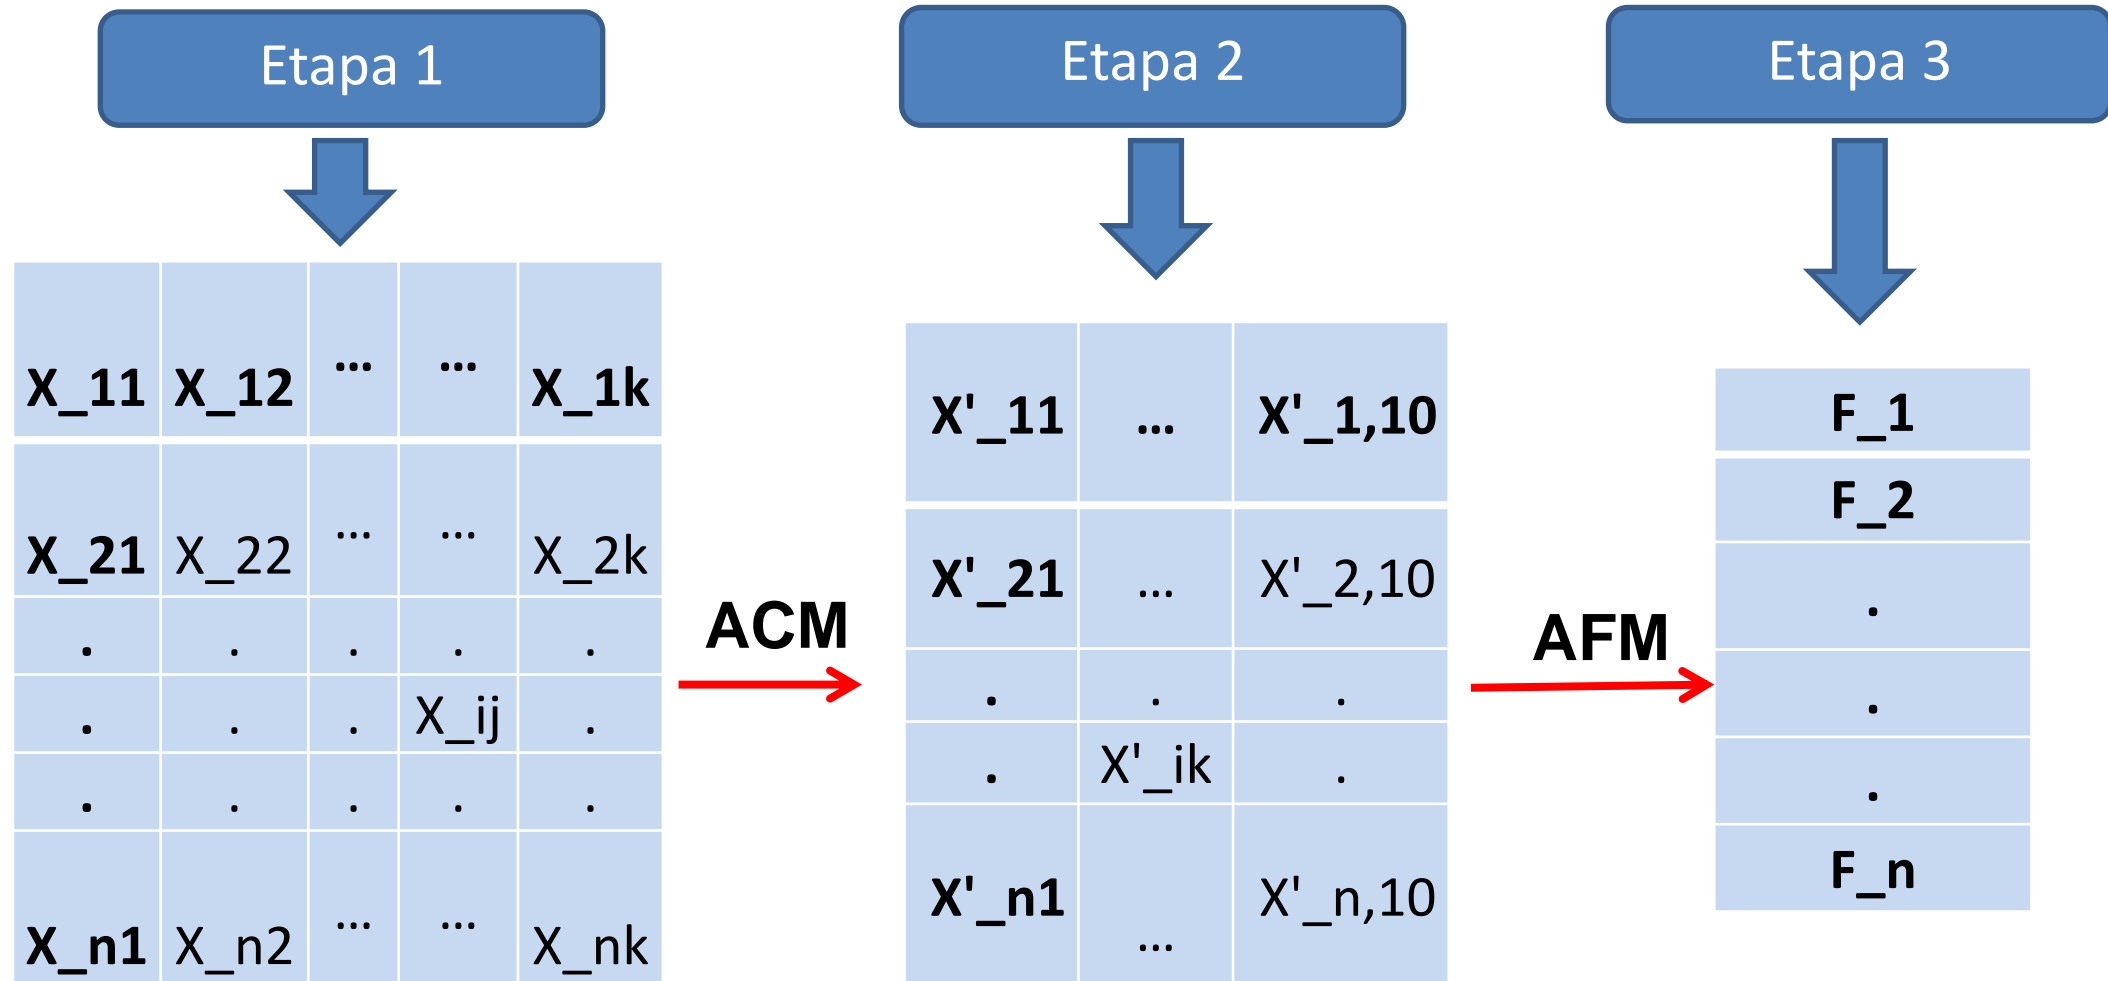 Etapa 1
Etapa 2
Etapa 3
X_11 X_12 ... ... X_1k
X_21 X_22 ... ... X_2k
. . . . .
. . . X_ij .
. . . . .
X_n1 X_n2 ... ... X_nk
ACM
X'_11 ... X'_1,10
X'_21 ... X'_2,10
. . .
. X'_ik .
X'_n1 ... X'_n,10
AFM
F_1
F_2
.
.
.
F_n